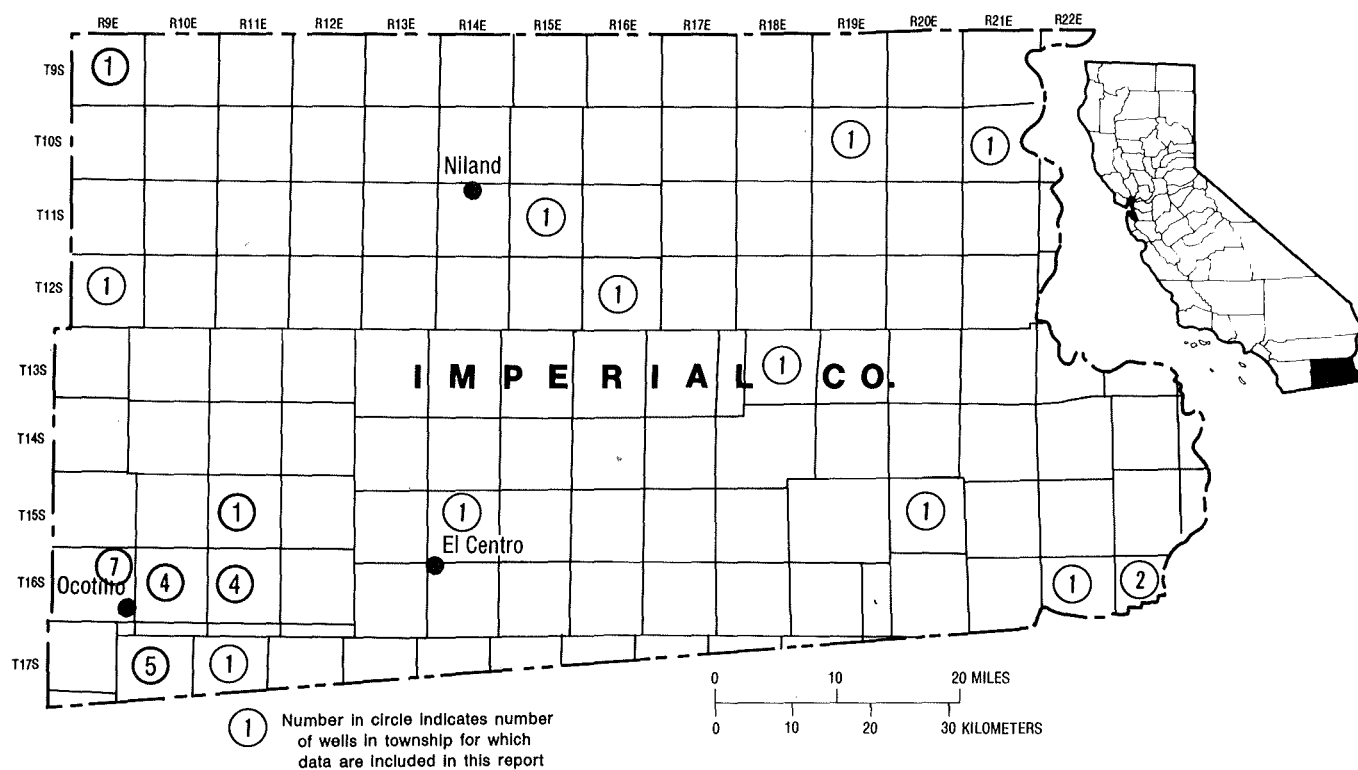 R9E R10E R11E R12E R13E R14E R15E R16E R17E R18E R19E R20E R21E R22E
T9S 1
T10S 1 1
Niland
T11S 1
T12S 1 1
T13S 1
IMPERIAL CO.
T14S
T15S 1 1 1
El Centro
7
T16S 4 4 1 2
Ocotillo
T17S 5 1
0 10 20 MILES
0 10 20 30 KILOMETERS
1 Number in circle indicates number
of wells in township for which
data are included in this report